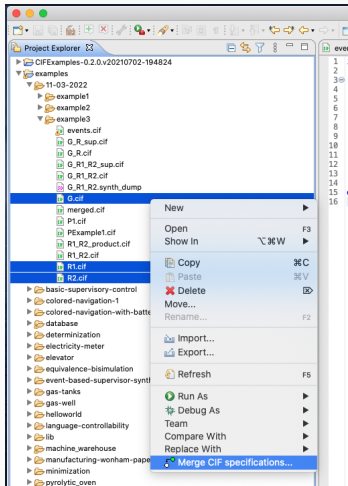 Project Explorer
CIFExamples-0.2.0.v20210702-194824
examples
11-03-2022
example1
example2
example3
events.cif
G_R_sup.cif
G_R.cif
G_R1_R2_sup.cif
G_R1_R2.cif
G_R1_R2.synth_dump
G.cif
merged.cif
P1.cif
PExample1.cif
R1_R2_product.cif
R1_R2.cif
R1.cif
R2.cif
basic-supervisory-control
colored-navigation-1
colored-navigation-with-batte
database
determinization
electricity-meter
elevator
equivalence-bisimulation
event-based-supervisor-synth
gas-tanks
gas-well
helloworld
language-controllability
lib
machine_warehouse
manufacturing-wonham-pape
minimization
pyrolytic_oven
New
Open F3
Show In ⌥⌘W
Copy ⌘C
Paste ⌘V
Delete ⌦
Move...
Rename... F2
Import...
Export...
Refresh F5
Run As
Debug As
Team
Compare With
Replace With
Merge CIF specifications...
eve
1
2
3
8
9
10
11
12
13
14
15
16